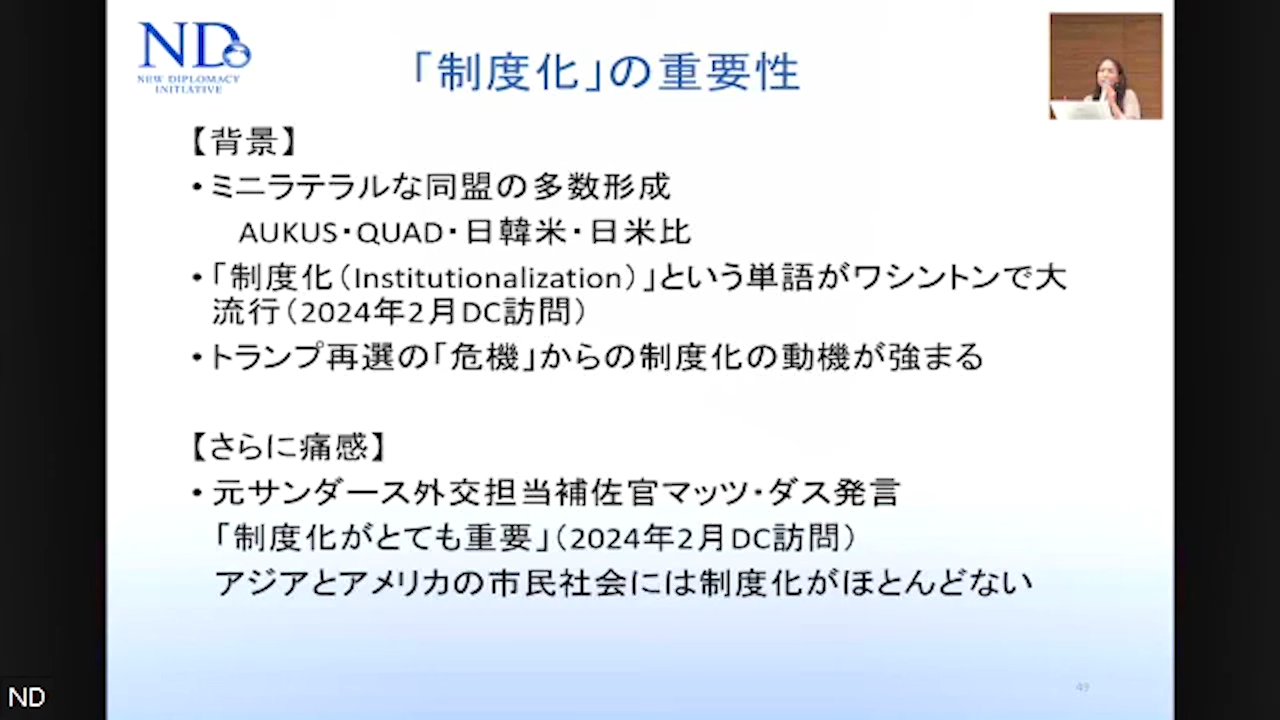 ND
NEW DIPLOMACY
INITIATIVE
「制度化」の重要性
【背景】
・ミニラテラルな同盟の多数形成
AUKUS・QUAD・日韓米・日米比
・「制度化（Institutionalization）」という単語がワシントンで大
流行（2024年2月DC訪問）
・トランプ再選の「危機」からの制度化の動機が強まる
【さらに痛感】
・元サンダース外交担当補佐官マッツ・ダス発言
「制度化がとても重要」（2024年2月DC訪問）
アジアとアメリカの市民社会には制度化がほとんどない
49
ND